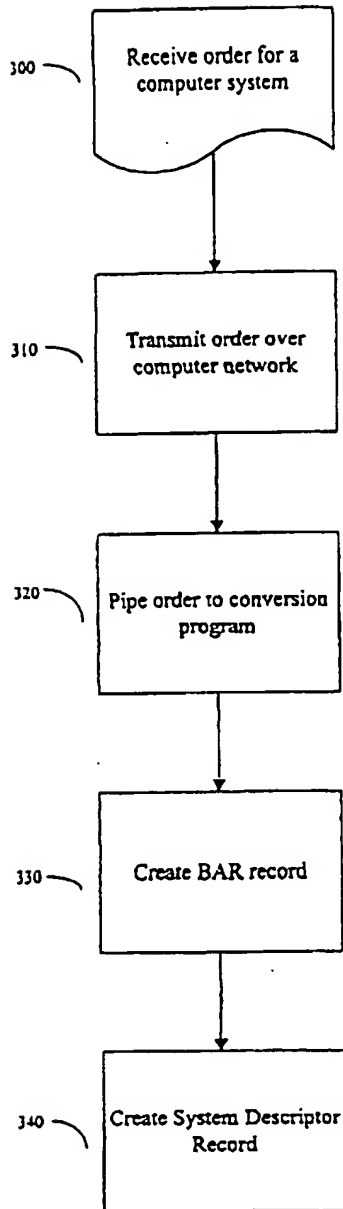 300
Receive order for a
computer system
310
Transmit order over
computer network
320
Pipe order to conversion
program
330
Create BAR record
340
Create System Descriptor
Record